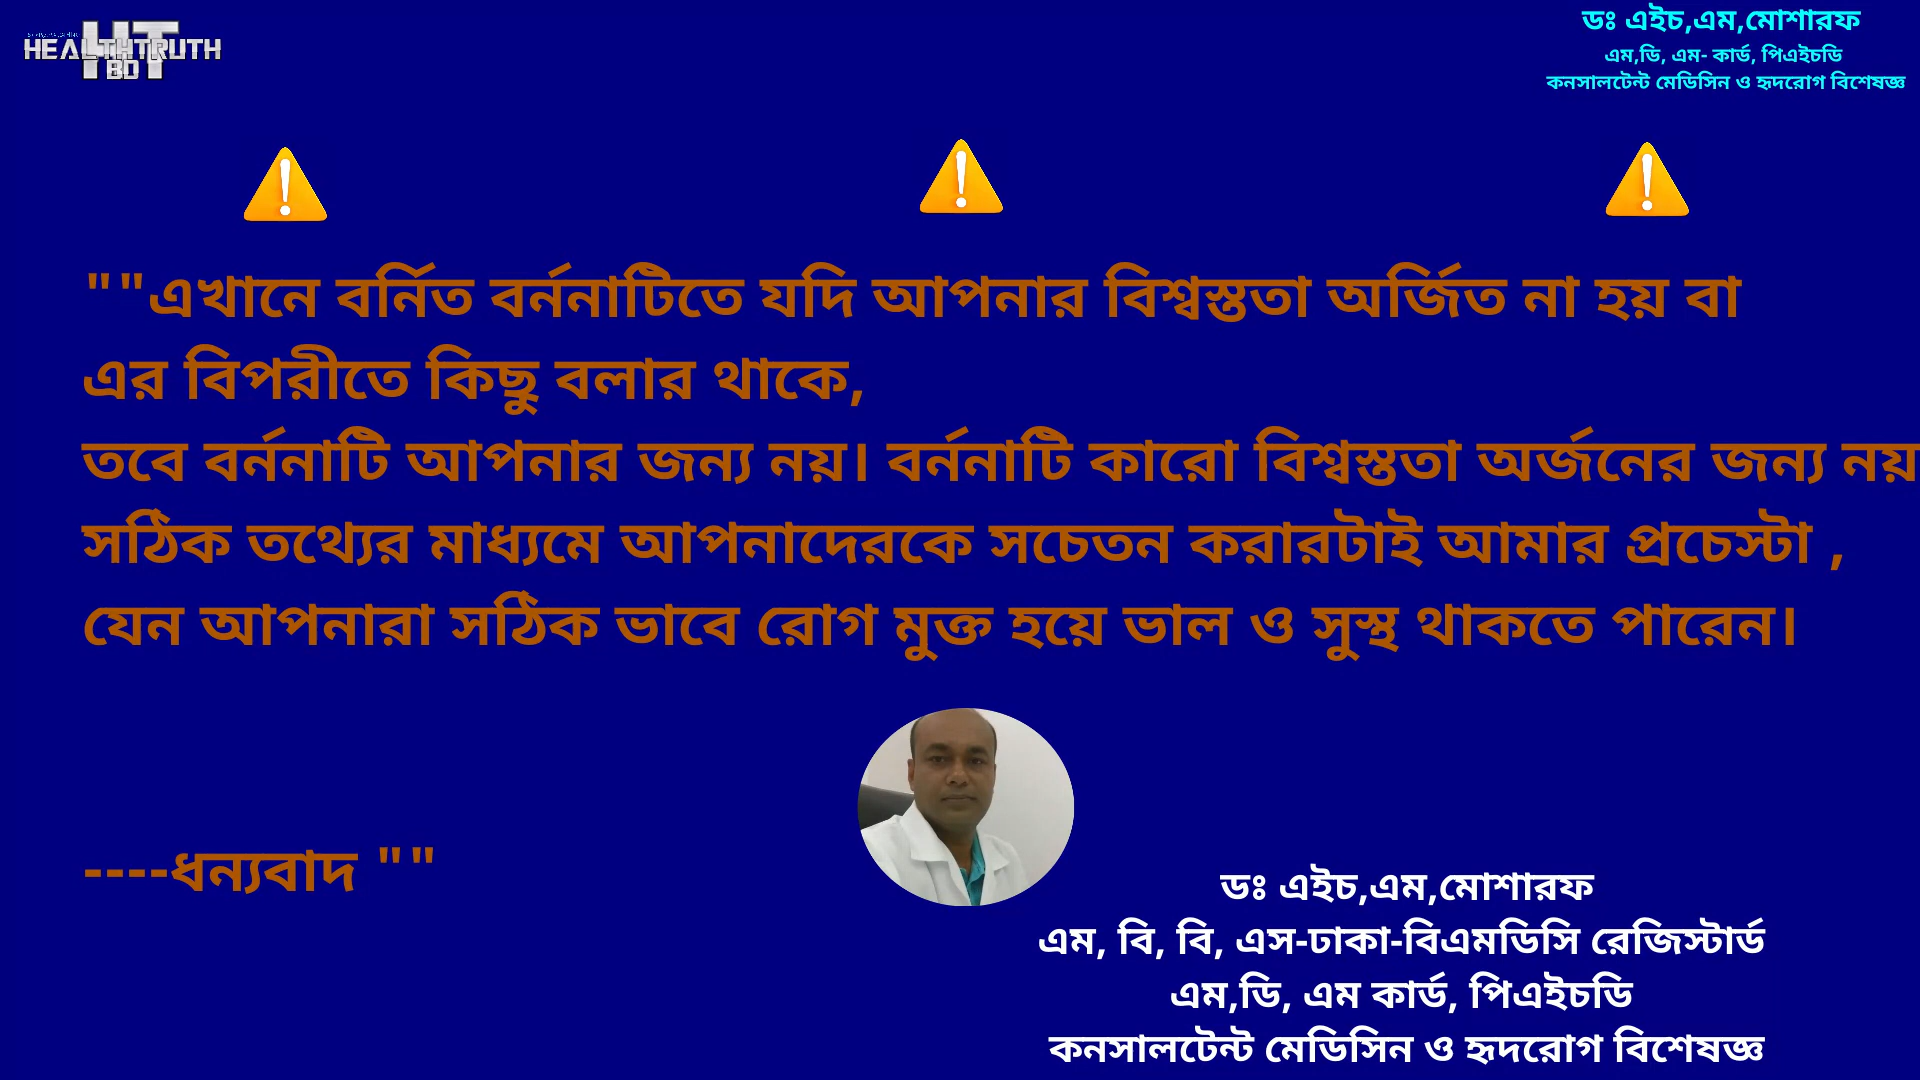 HEALTHTRUTH
HT
BD
ডঃ এইচ,এম,মোশারফ
এম,ডি, এম- কার্ড, পিএইচডি
কনসালটেন্ট মেডিসিন ও হৃদরোগ বিশেষজ্ঞ
""এখানে বর্নিত বর্ননাটিতে যদি আপনার বিশ্বস্ততা অর্জিত না হয় বা
এর বিপরীতে কিছু বলার থাকে,
তবে বর্ননাটি আপনার জন্য নয়। বর্ননাটি কারো বিশ্বস্ততা অর্জনের জন্য নয়
সঠিক তথ্যের মাধ্যমে আপনাদেরকে সচেতন করারটাই আমার প্রচেস্টা ,
যেন আপনারা সঠিক ভাবে রোগ মুক্ত হয়ে ভাল ও সুস্থ থাকতে পারেন।
----ধন্যবাদ ""
ডঃ এইচ,এম,মোশারফ
এম, বি, বি, এস-ঢাকা-বিএমডিসি রেজিস্টার্ড
এম,ডি, এম কার্ড, পিএইচডি
কনসালটেন্ট মেডিসিন ও হৃদরোগ বিশেষজ্ঞ